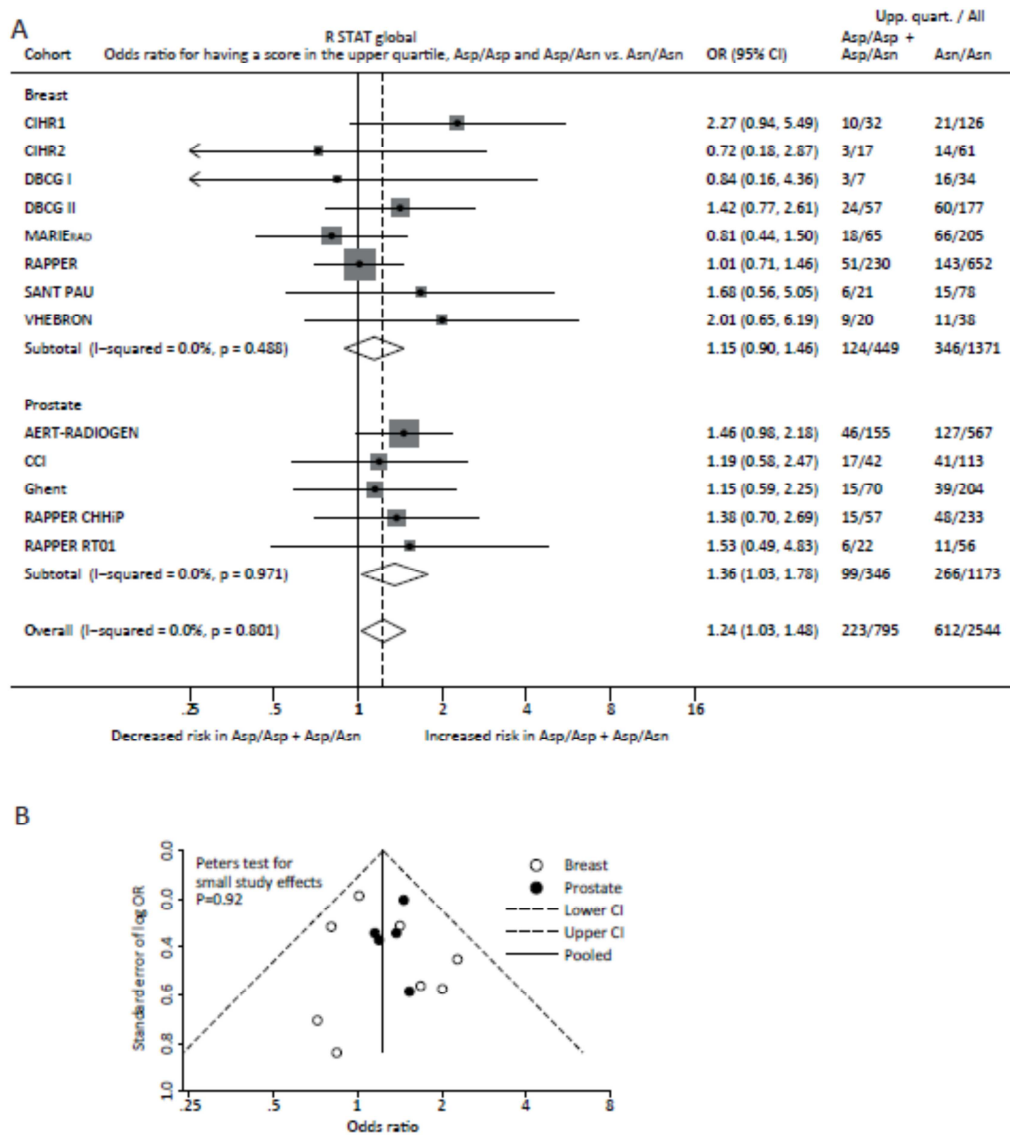 A
R STAT global
Upp. quart. / All
Cohort Odds ratio for having a score in the upper quartile, Asp/Asp and Asp/Asn vs. Asn/Asn OR (95% CI) Asp/Asp + Asp/Asn Asn/Asn
Breast
CIHR1 2.27 (0.94, 5.49) 10/32 21/126
CIHR2 0.72 (0.18, 2.87) 3/17 14/61
DBCG I 0.84 (0.16, 4.36) 3/7 16/34
DBCG II 1.42 (0.77, 2.61) 24/57 60/177
MARIERAD 0.81 (0.44, 1.50) 18/65 66/205
RAPPER 1.01 (0.71, 1.46) 51/230 143/652
SANT PAU 1.68 (0.56, 5.05) 6/21 15/78
VHEBRON 2.01 (0.65, 6.19) 9/20 11/38
Subtotal (I−squared = 0.0%, p = 0.488) 1.15 (0.90, 1.46) 124/449 346/1371
Prostate
AERT-RADIOGEN 1.46 (0.98, 2.18) 46/155 127/567
CCI 1.19 (0.58, 2.47) 17/42 41/113
Ghent 1.15 (0.59, 2.25) 15/70 39/204
RAPPER CHHiP 1.38 (0.70, 2.69) 15/57 48/233
RAPPER RT01 1.53 (0.49, 4.83) 6/22 11/56
Subtotal (I−squared = 0.0%, p = 0.971) 1.36 (1.03, 1.78) 99/346 266/1173
Overall (I−squared = 0.0%, p = 0.801) 1.24 (1.03, 1.48) 223/795 612/2544
.25 .5 1 2 4 8 16
Decreased risk in Asp/Asp + Asp/Asn Increased risk in Asp/Asp + Asp/Asn
B
Peters test for
small study effects
P=0.92
Breast
Prostate
Lower CI
Upper CI
Pooled
Standard error of log OR
0.0
0.0
0.4
0.6
0.8
1.0
.25 .5 1 2 4 8
Odds ratio